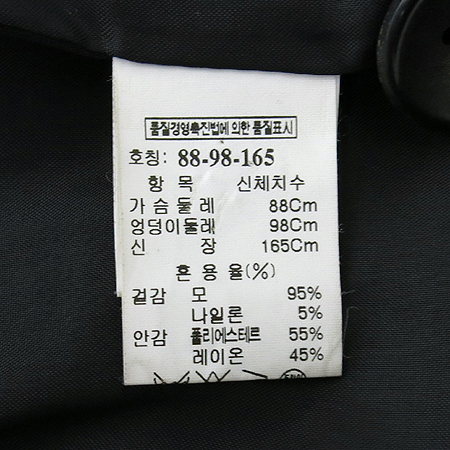 품질경영촉진법에 의한 품질표시
호칭: 88-98-165
항 목 신체치수
가 슴 둘 레 88Cm
엉덩이둘레 98Cm
신 장 165Cm
혼 용 율(%)
겉감 모 95%
나일론 5%
안감 폴리에스테르 55%
레이온 45%